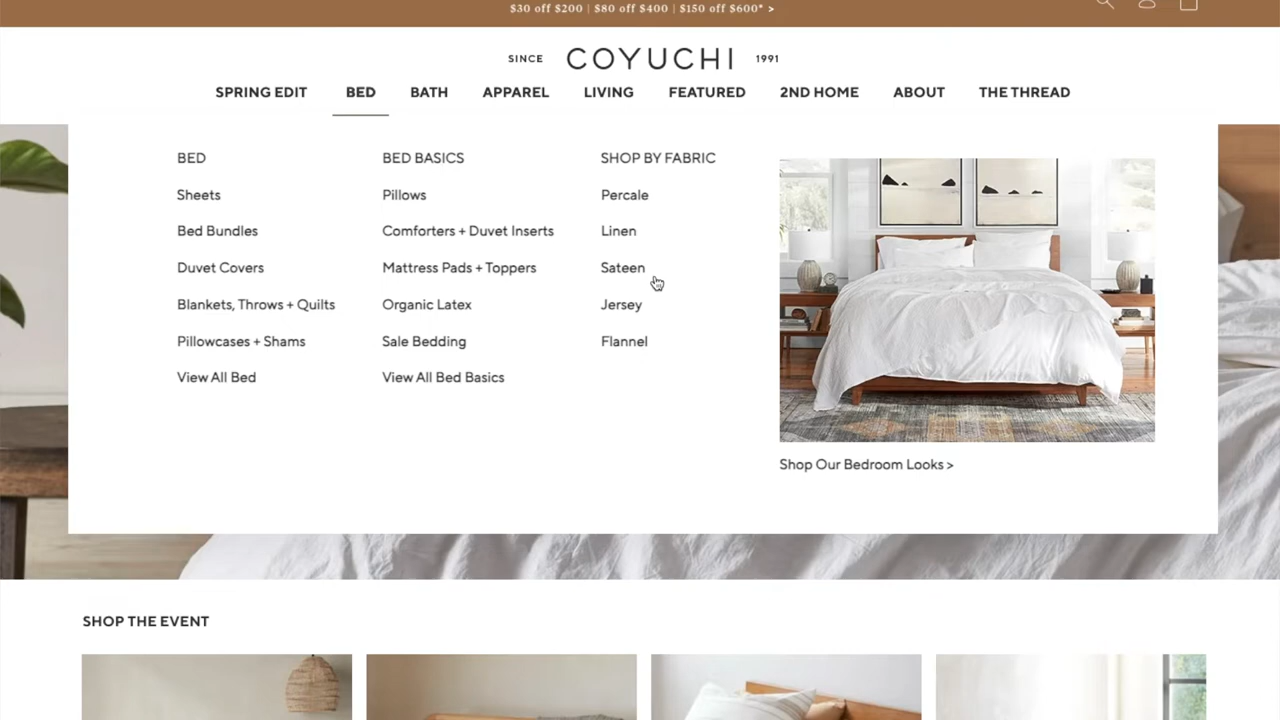 $30 off $200 | $80 off $400 | $150 off $600* >
SINCE COYUCHI 1991
SPRING EDIT BED BATH APPAREL LIVING FEATURED 2ND HOME ABOUT THE THREAD
BED
Sheets
Bed Bundles
Duvet Covers
Blankets, Throws + Quilts
Pillowcases + Shams
View All Bed
BED BASICS
Pillows
Comforters + Duvet Inserts
Mattress Pads + Toppers
Organic Latex
Sale Bedding
View All Bed Basics
SHOP BY FABRIC
Percale
Linen
Sateen
Jersey
Flannel
Shop Our Bedroom Looks >
SHOP THE EVENT